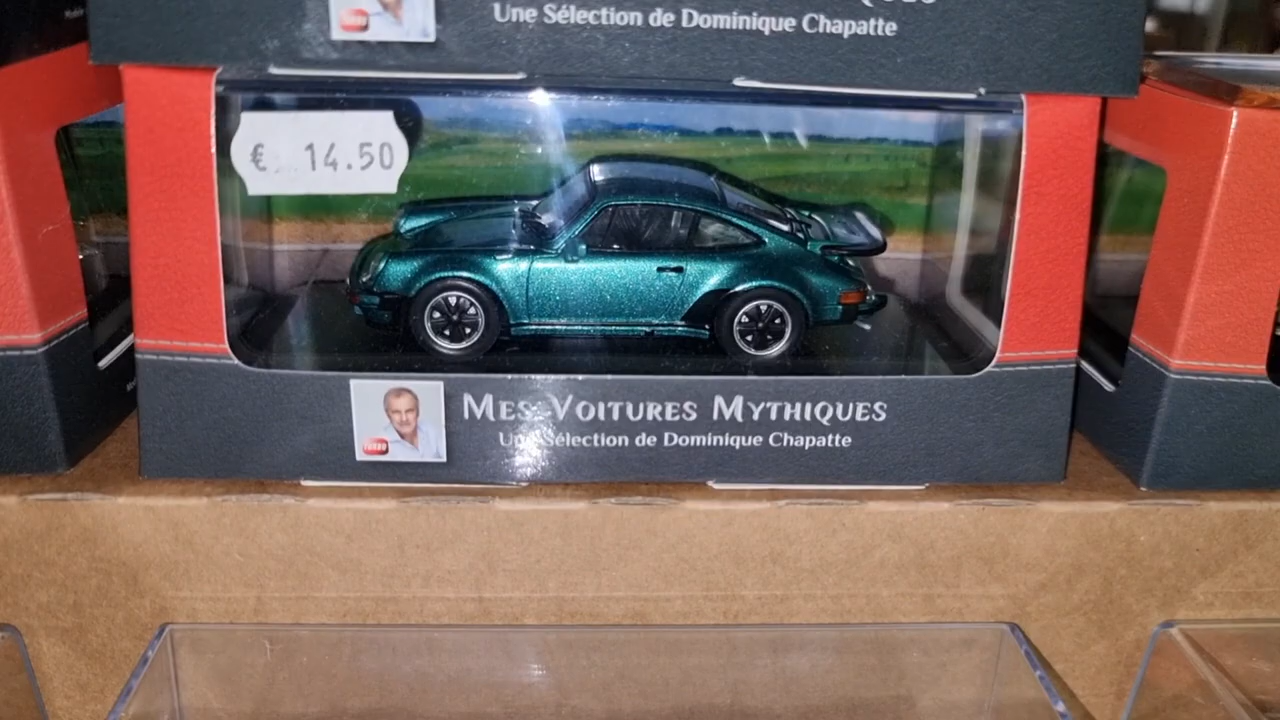 Une Sélection de Dominique Chapatte
€ 14.50
MES VOITURES MYTHIQUES
Une Sélection de Dominique Chapatte
TURBO